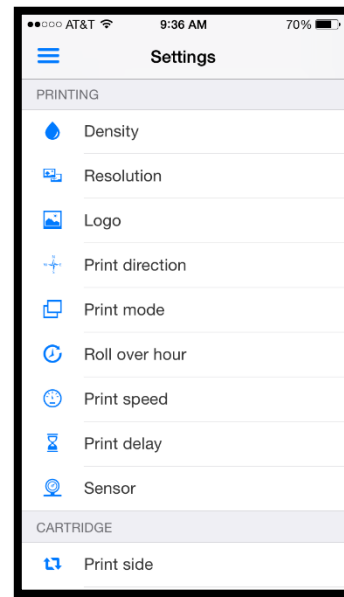 AT&T 9:36 AM 70%
Settings
PRINTING
Density
Resolution
Logo
Print direction
Print mode
Roll over hour
Print speed
Print delay
Sensor
CARTRIDGE
Print side